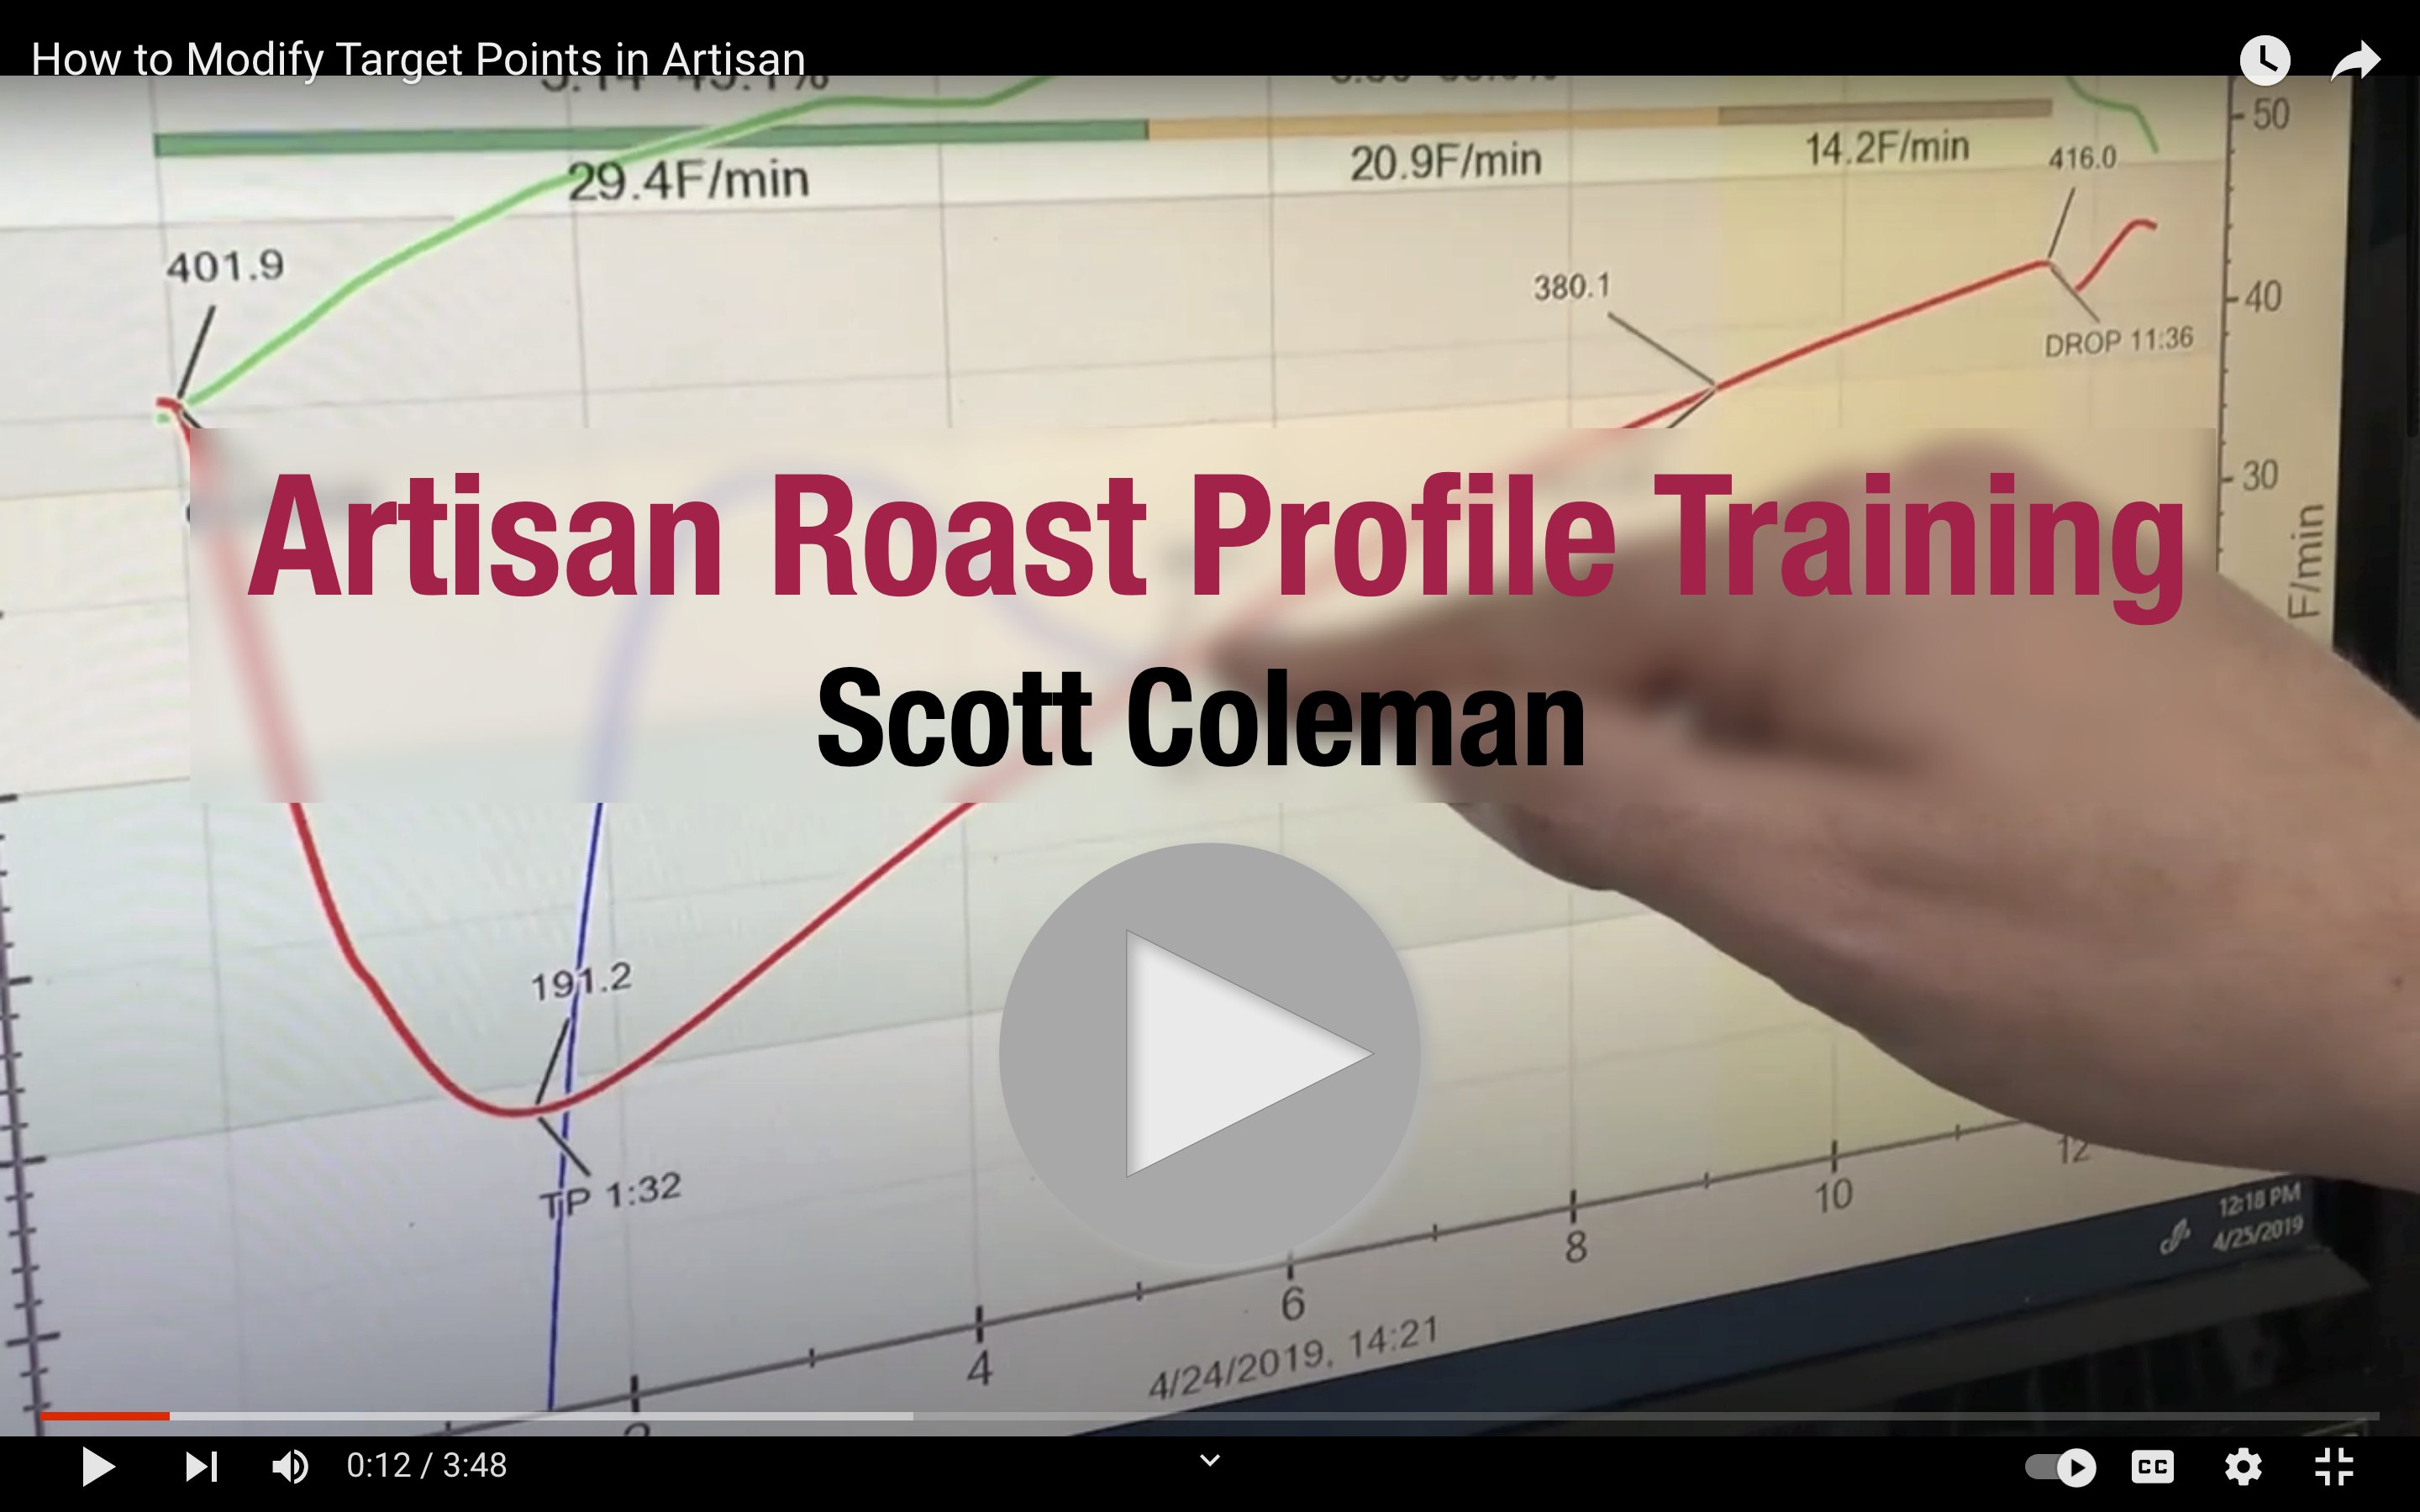 How to Modify Target Points in Artisan
50
29.4F/min
20.9F/min
14.2F/min
416.0
401.9
380.1
40
DROP 11:36
30
F/min
Artisan Roast Profile Training
Scott Coleman
191.2
TP 1:32
12
10
8
6
4
12:18 PM
4/25/2019
4/24/2019, 14:21
0:12 / 3:48
CC